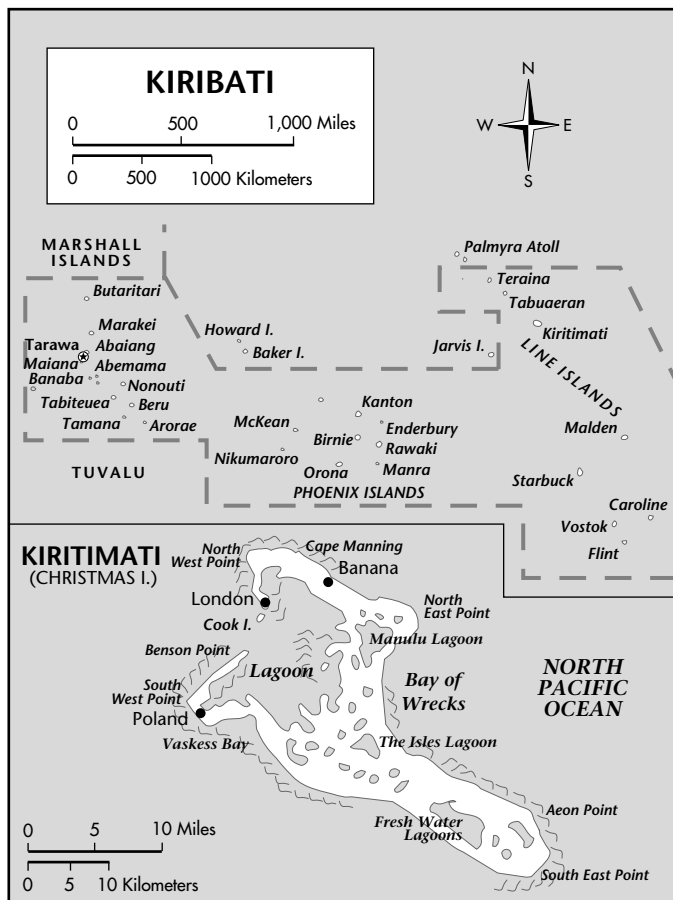 KIRIBATI
0 500 1,000 Miles
0 500 1000 Kilometers
N
W E
S
MARSHALL
ISLANDS
Palmyra Atoll
Teraina
Butaritari
Tabuaeran
Marakei
Howard I.
Kiritimati
Tarawa
Abaiang
Baker I.
Jarvis I.
LINE ISLANDS
Maiana
Abemama
Banaba
Nonouti
Tabiteuea
Beru
Kanton
Tamana
Arorae
McKean
Enderbury
Malden
Birnie
Rawaki
Nikumaroro
Manra
TUVALU
Orona
Starbuck
PHOENIX ISLANDS
Caroline
Vostok
Flint
KIRITIMATI
(CHRISTMAS I.)
North
West Point
Cape Manning
Banana
London
North
East Point
Cook I.
Manulu Lagoon
Benson Point
Lagoon
NORTH
PACIFIC
OCEAN
Bay of
Wrecks
South
West Point
Poland
Vaskess Bay
The Isles Lagoon
Aeon Point
Fresh Water
Lagoons
0 5 10 Miles
0 5 10 Kilometers
South East Point